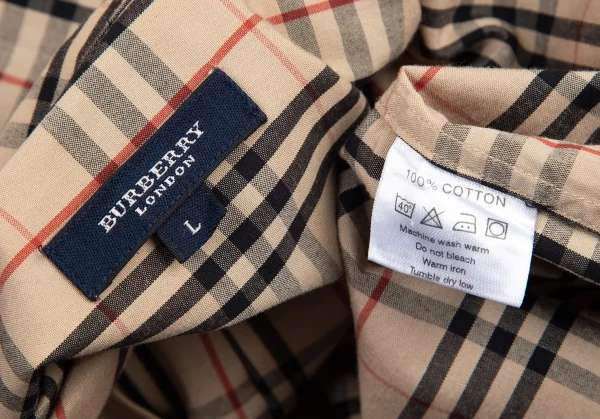 BURBERRY
LONDON
L
100% COTTON
40°
Machine wash warm
Do not bleach
Warm iron
Tumble dry low